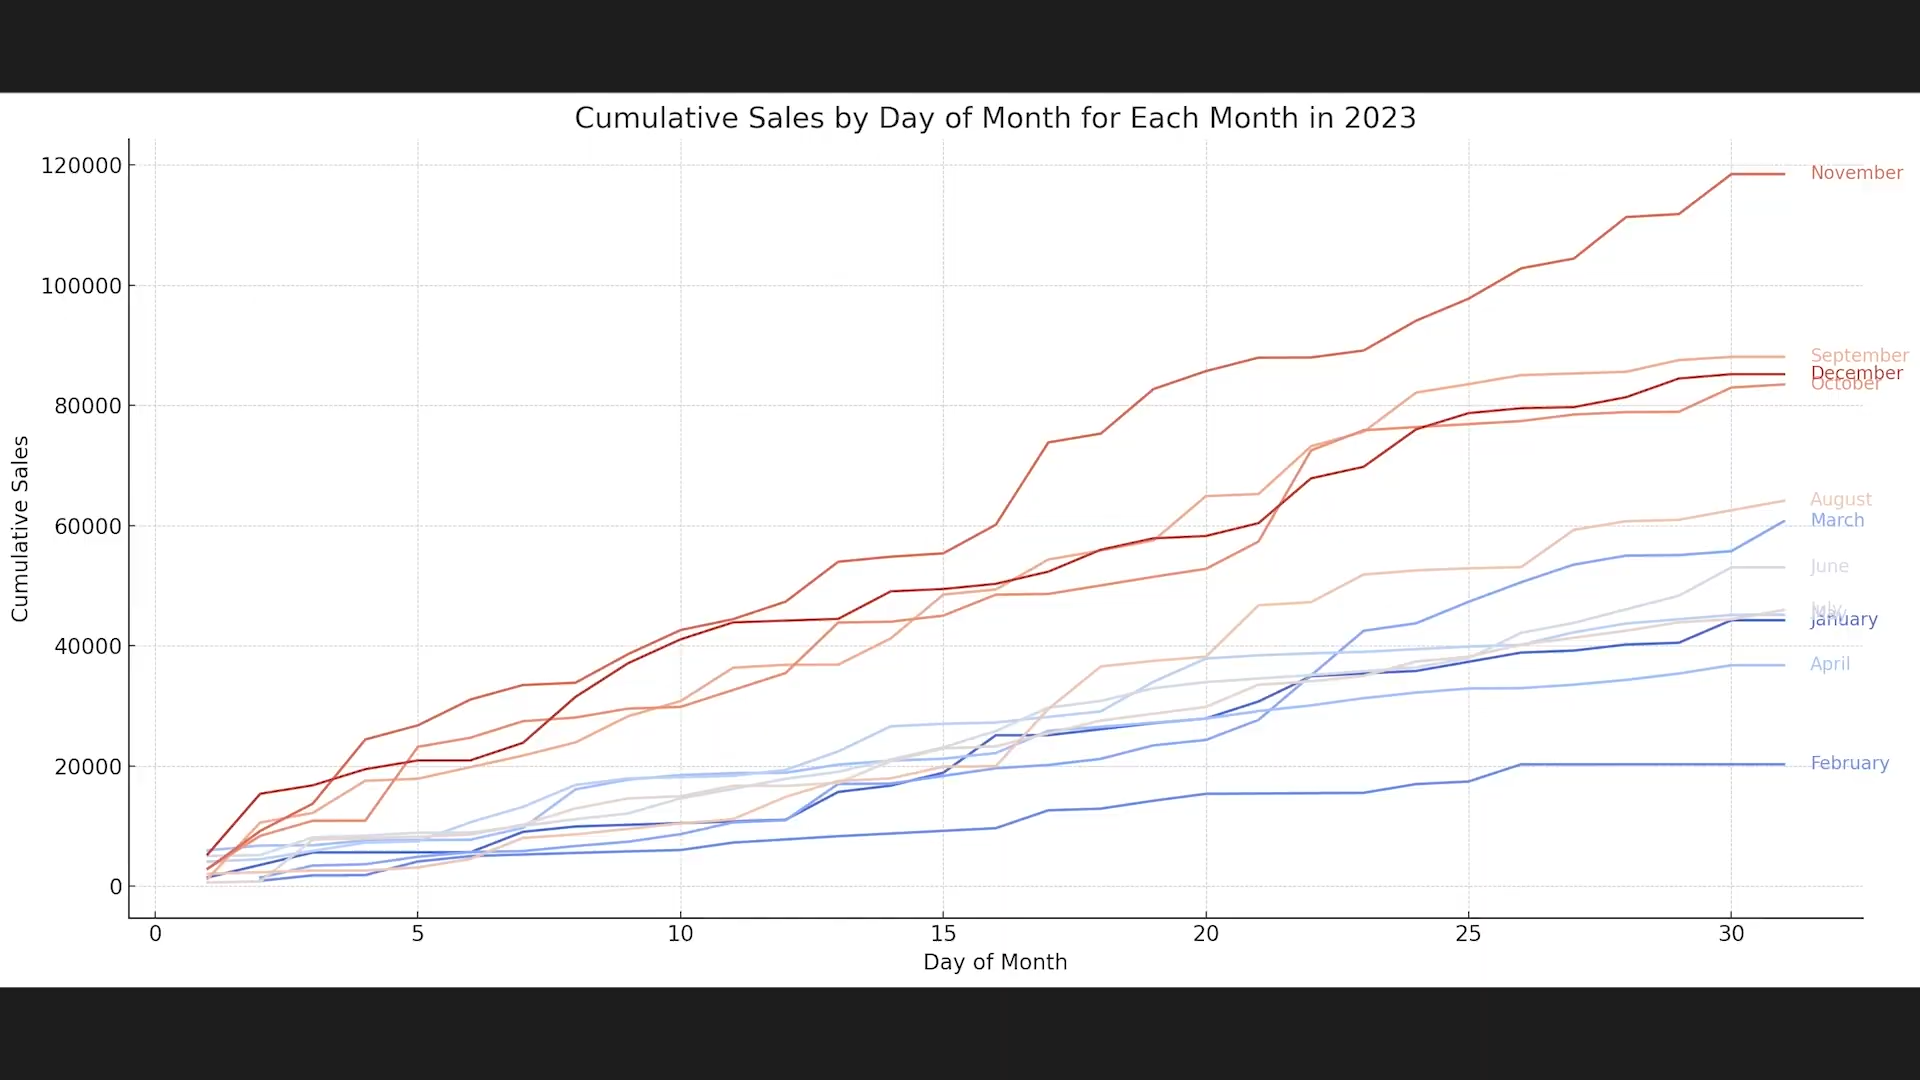 Cumulative Sales by Day of Month for Each Month in 2023
120000
100000
80000
60000
40000
20000
0
Cumulative Sales
0 5 10 15 20 25 30
Day of Month
November
September
December
October
August
March
June
July
May
January
April
February